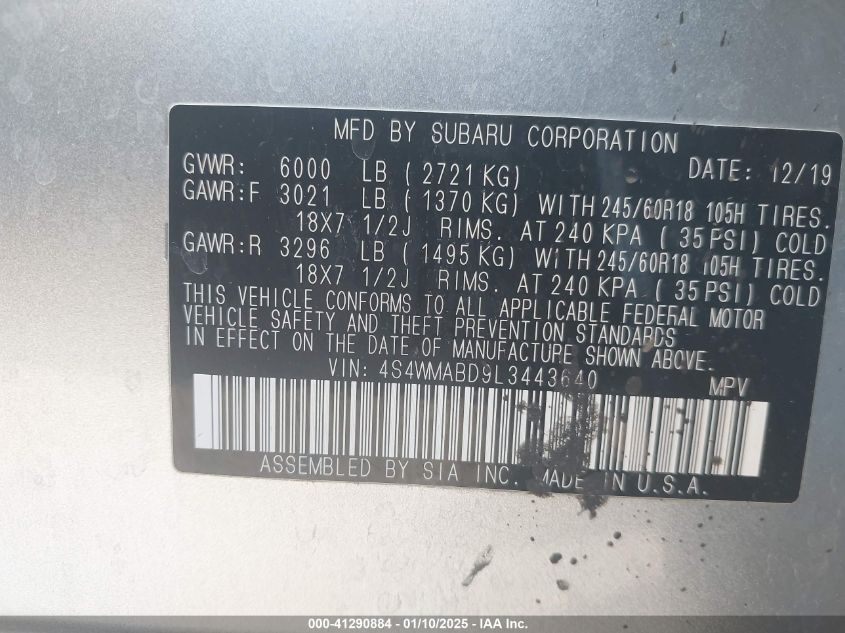 MFD BY SUBARU CORPORATION
GVWR: 6000 LB ( 2721 KG) DATE: 12/19
GAWR:F 3021 LB ( 1370 KG) WITH 245/60R18 105H TIRES.
18X7 1/2J RIMS. AT 240 KPA ( 35 PSI) COLD
GAWR:R 3296 LB ( 1495 KG) WITH 245/60R18 105H TIRES.
18X7 1/2J RIMS. AT 240 KPA ( 35 PSI) COLD
THIS VEHICLE CONFORMS TO ALL APPLICABLE FEDERAL MOTOR
VEHICLE SAFETY AND THEFT PREVENTION STANDARDS
IN EFFECT ON THE DATE OF MANUFACTURE SHOWN ABOVE.
VIN: 4S4WMABD9L3443640 MPV
ASSEMBLED BY SIA INC. MADE IN U.S.A.
000-41290884 - 01/10/2025 - IAA Inc.